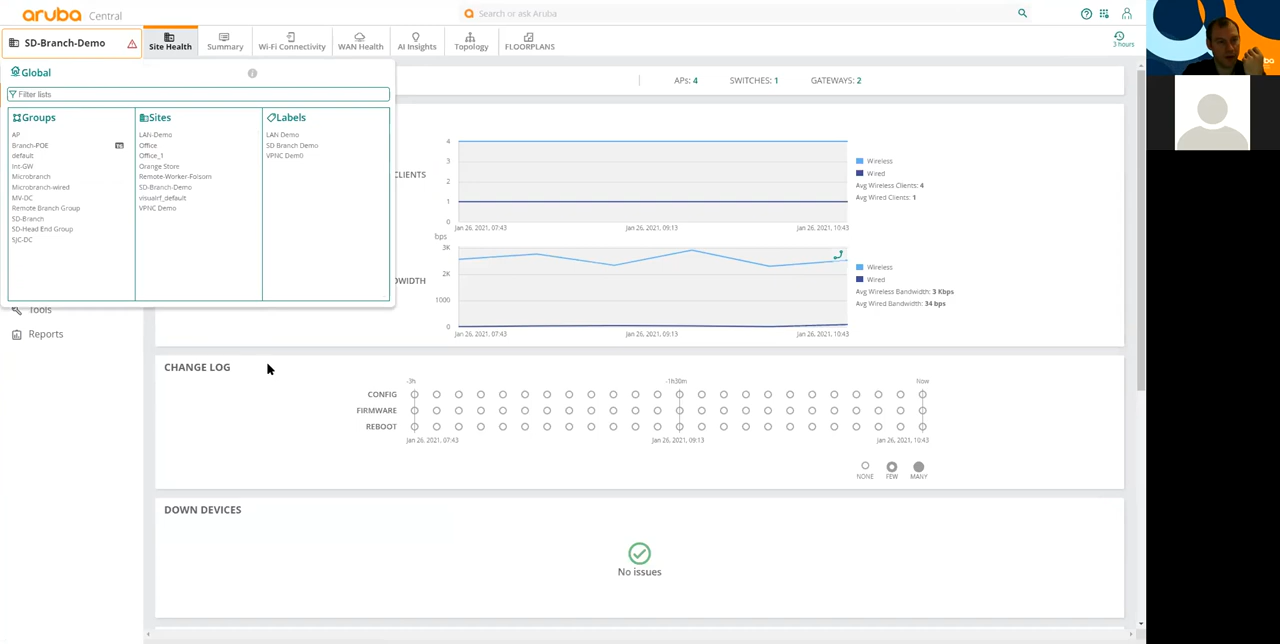 aruba Central
Search or ask Aruba
SD-Branch-Demo
Site Health
Summary
Wi-Fi Connectivity
WAN Health
AI Insights
Topology
FLOORPLANS
3 hours
Global
Filter lists
Groups
AP
Branch-POE
default
Int-GW
Microbranch
Microbranch-wired
MV-DC
Remote Branch Group
SD-Branch
SD-Head End Group
SJC-DC
Sites
LAN-Demo
Office
Office_1
Orange Store
Remote-Worker-Folsom
SD-Branch-Demo
visualrf_default
VPNC Demo
Labels
LAN Demo
SD-Branch Demo
VPNC Dem0
Tools
Reports
APs: 4
SWITCHES: 1
GATEWAYS: 2
CLIENTS
4
3
2
1
0
Jan 26, 2021, 07:43
Jan 26, 2021, 09:13
Jan 26, 2021, 10:43
Wireless
Wired
Avg Wireless Clients: 4
Avg Wired Clients: 1
bps
DWIDTH
3K
2K
1000
0
Jan 26, 2021, 07:43
Jan 26, 2021, 09:13
Jan 26, 2021, 10:43
Wireless
Wired
Avg Wireless Bandwidth: 3 Kbps
Avg Wired Bandwidth: 34 bps
CHANGE LOG
-3h
-1h30m
Now
CONFIG
FIRMWARE
REBOOT
Jan 26, 2021, 07:43
Jan 26, 2021, 09:13
Jan 26, 2021, 10:43
NONE
FEW
MANY
DOWN DEVICES
No issues